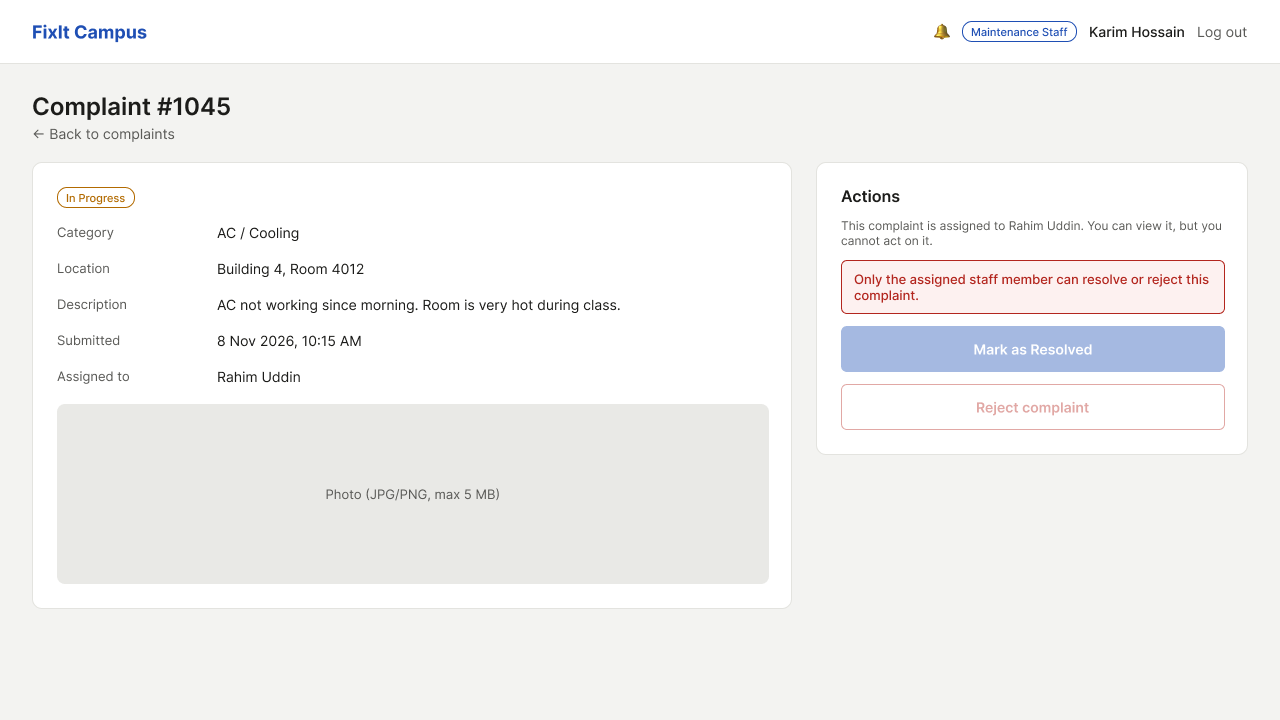 FixIt Campus
Maintenance Staff
Karim Hossain
Log out
Complaint #1045
← Back to complaints
In Progress
Category
AC / Cooling
Location
Building 4, Room 4012
Description
AC not working since morning. Room is very hot during class.
Submitted
8 Nov 2026, 10:15 AM
Assigned to
Rahim Uddin
Photo (JPG/PNG, max 5 MB)
Actions
This complaint is assigned to Rahim Uddin. You can view it, but you
cannot act on it.
Only the assigned staff member can resolve or reject this
complaint.
Mark as Resolved
Reject complaint